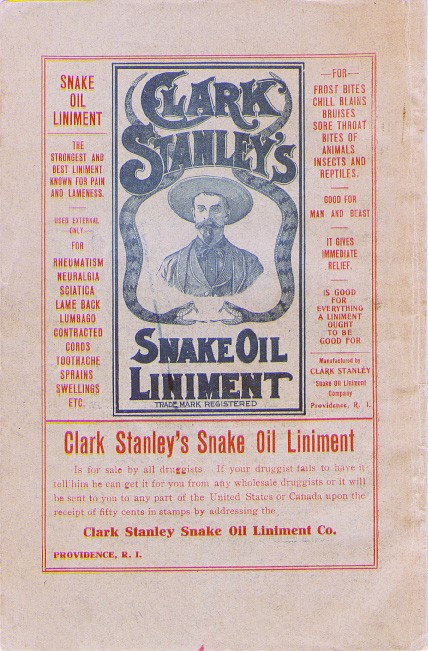 SNAKE
OIL
LINIMENT
THE
STRONGEST AND
BEST LINIMENT
KNOWN FOR PAIN
AND LAMENESS.
USED EXTERNAL
ONLY
FOR
RHEUMATISM
NEURALGIA
SCIATICA
LAME BACK
LUMBAGO
CONTRACTED
CORDS
TOOTHACHE
SPRAINS
SWELLINGS
ETC.
CLARK
STANLEY'S
SNAKE OIL
LINIMENT
TRADE MARK REGISTERED
—FOR—
FROST BITES
CHILL BLAINS
BRUISES
SORE THROAT
BITES OF
ANIMALS
INSECTS AND
REPTILES.
GOOD FOR
MAN AND BEAST
IT GIVES
IMMEDIATE
RELIEF.
IS GOOD
FOR
EVERYTHING
A LINIMENT
OUGHT
TO BE
GOOD FOR
Manufactured by
CLARK STANLEY
Snake Oil Liniment
Company
Providence, R. I.
Clark Stanley's Snake Oil Liniment
Is for sale by all druggists. If your druggist fails to have it
tell him he can get it for you from any wholesale druggists or it will
be sent to you to any part of the United States or Canada upon the
receipt of fifty cents in stamps by addressing the
Clark Stanley Snake Oil Liniment Co.
PROVIDENCE, R. I.